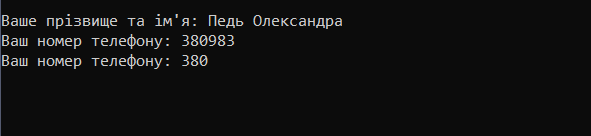 Ваше прізвище та ім'я: Педь Олександра
Ваш номер телефону: 380983
Ваш номер телефону: 380